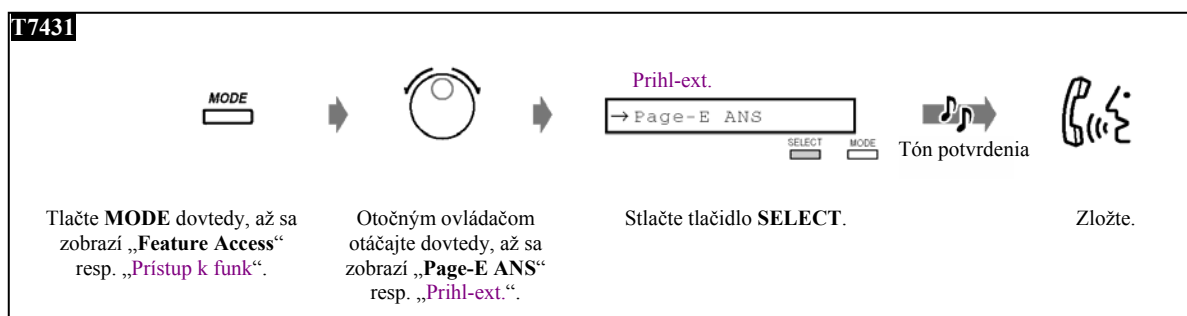 T7431
MODE
Prihl-ext.
→Page-E ANS
SELECT MODE
Tón potvrdenia
Tlačte MODE dovtedy, až sa
zobrazí „Feature Access“
resp. „Prístup k funk“.
Otočným ovládačom
otáčajte dovtedy, až sa
zobrazí „Page-E ANS“
resp. „Prihl-ext.“.
Stlačte tlačidlo SELECT.
Zložte.